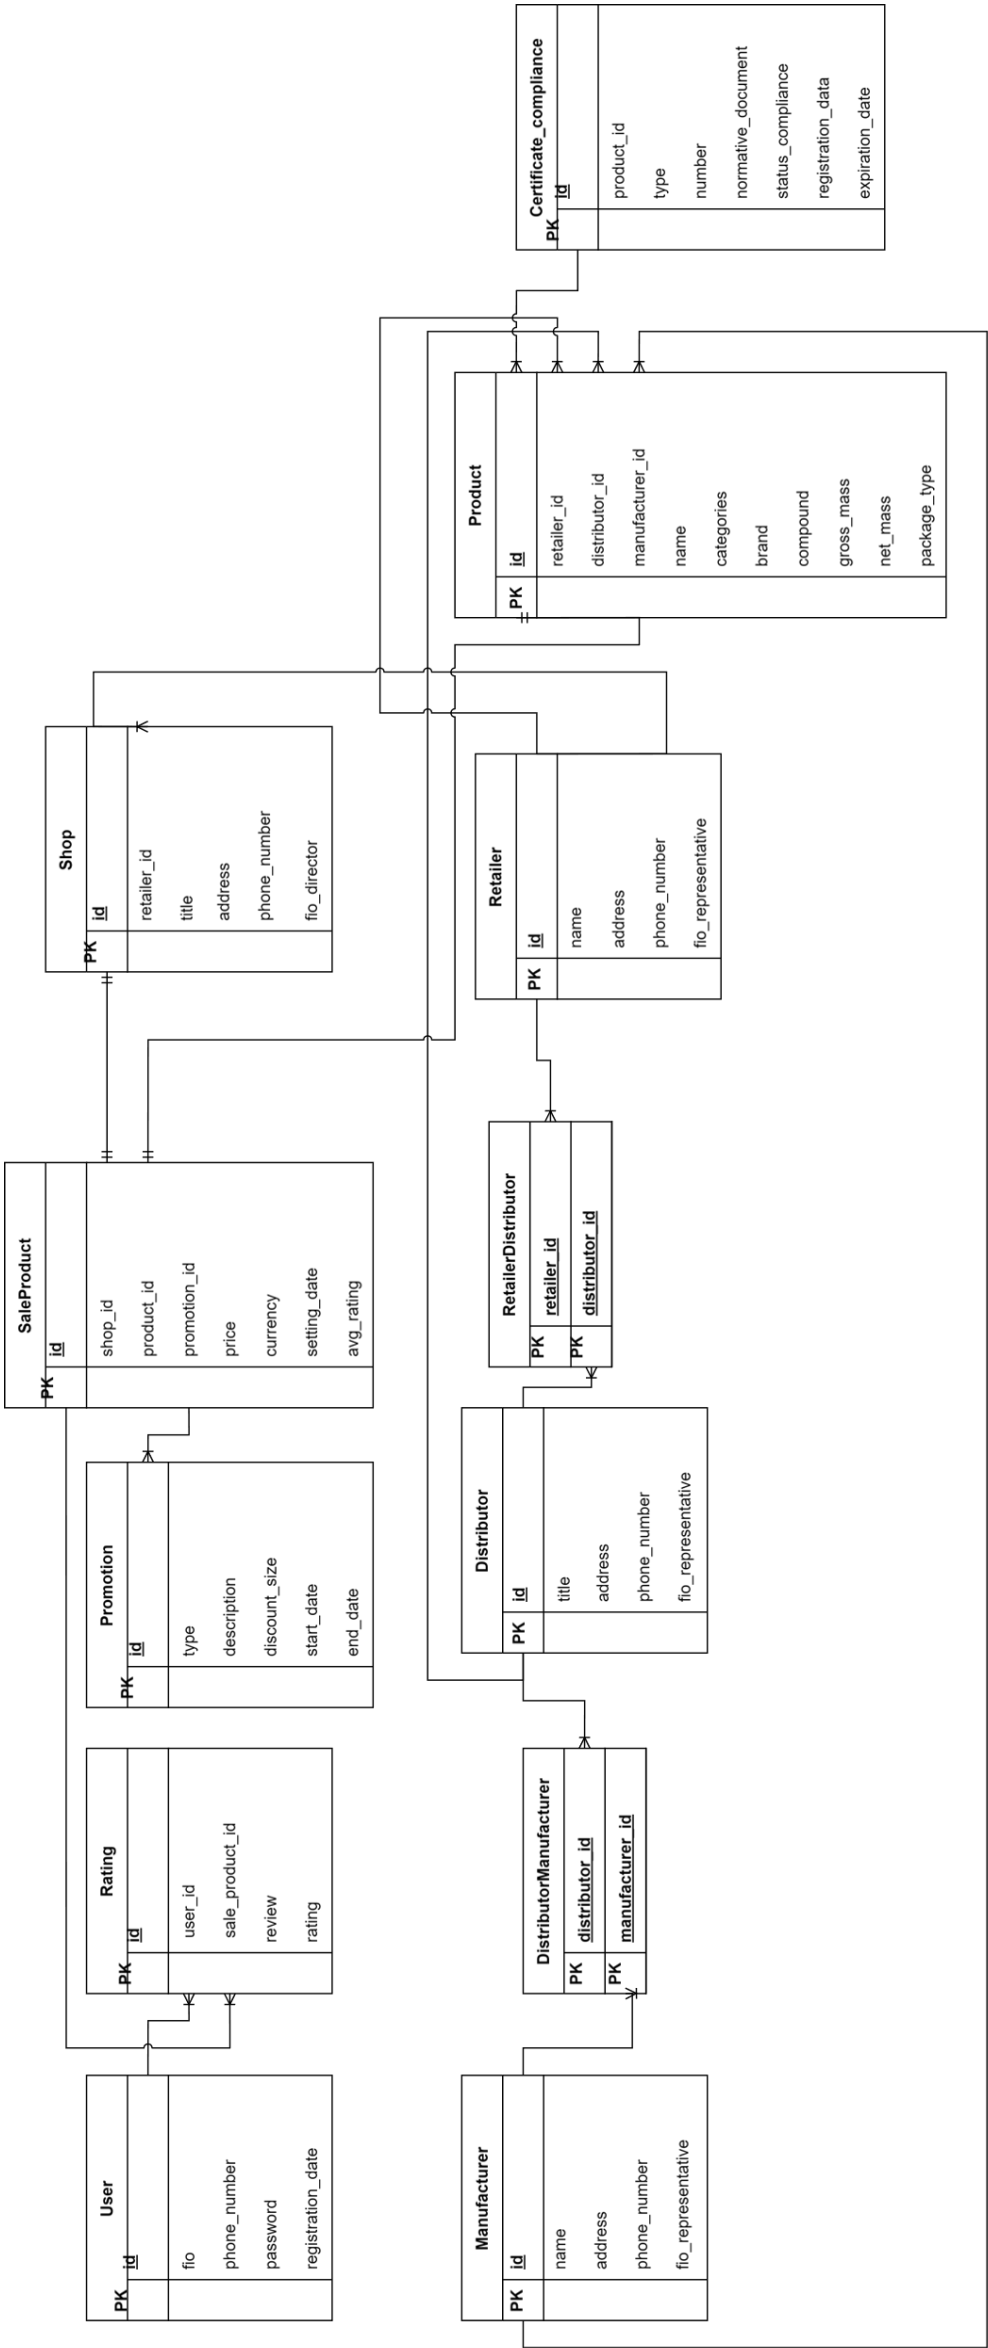 User
PK
id
fio
phone_number
password
registration_date
Rating
PK
id
user_id
sale_product_id
review
rating
Promotion
PK
id
type
description
discount_size
start_date
end_date
SaleProduct
PK
id
shop_id
product_id
promotion_id
price
currency
setting_date
avg_rating
Shop
PK
id
retailer_id
title
address
phone_number
fio_director
Manufacturer
PK
id
name
address
phone_number
fio_representative
DistributorManufacturer
PK
distributor_id
PK
manufacturer_id
Distributor
PK
id
title
address
phone_number
fio_representative
RetailerDistributor
PK
retailer_id
PK
distributor_id
Retailer
PK
id
name
address
phone_number
fio_representative
Product
PK
id
retailer_id
distributor_id
manufacturer_id
name
categories
brand
compound
gross_mass
net_mass
package_type
Certificate_compliance
PK
id
product_id
type
number
normative_document
status_compliance
registration_data
expiration_date